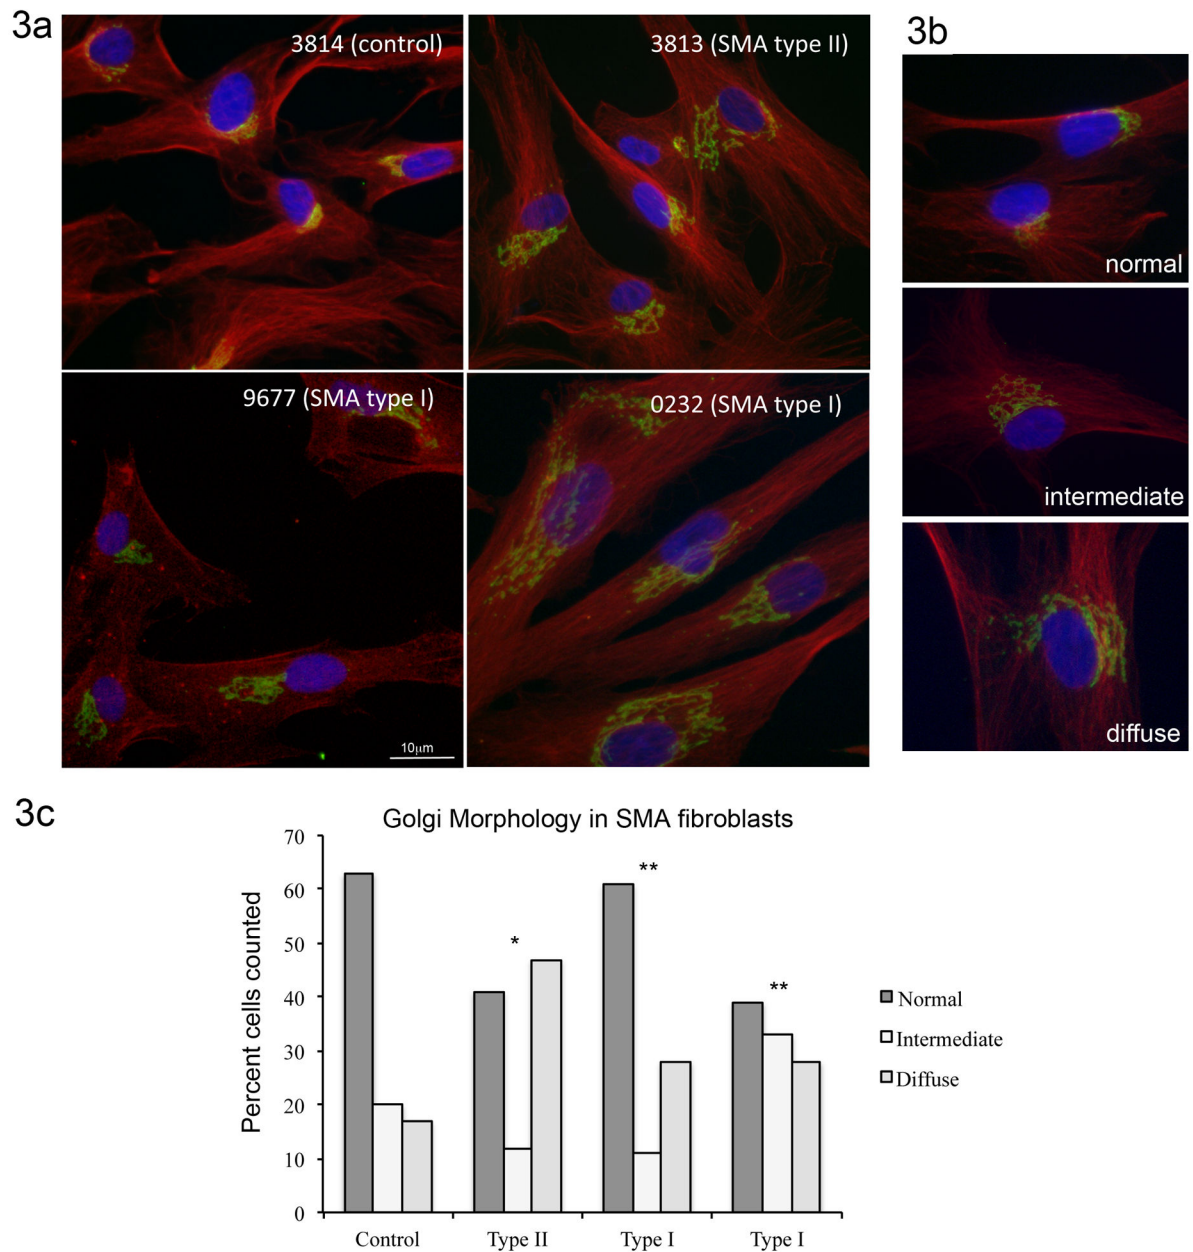 3a
3814 (control)
3813 (SMA type II)
9677 (SMA type I)
0232 (SMA type I)
10μm
3b
normal
intermediate
diffuse
3c
Golgi Morphology in SMA fibroblasts
Percent cells counted
70
60
50
40
30
20
10
0
*
**
**
Control
Type II
Type I
Type I
Normal
Intermediate
Diffuse